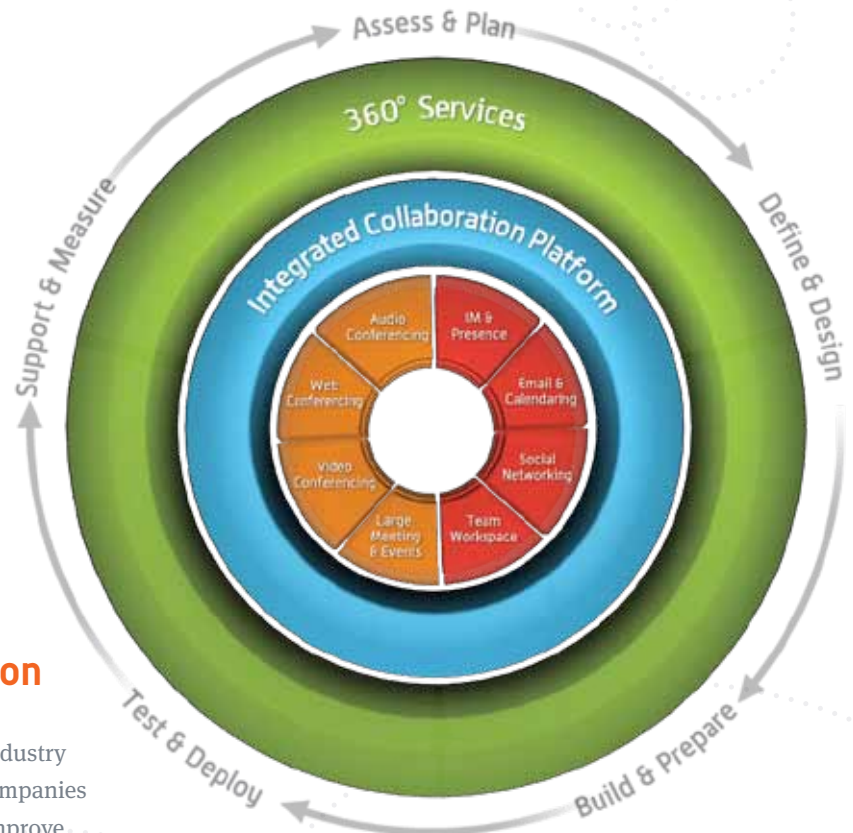 Assess & Plan
360° Services
Integrated Collaboration Platform
Define & Design
Support & Measure
Audio
Conferencing
IM &
Presence
Web
Conferencing
Email &
Calendaring
Video
Conferencing
Social
Networking
Large
Meeting
& Events
Team
Workspace
Build & Prepare
Test & Deploy
on
dustry
mpanies
mprove